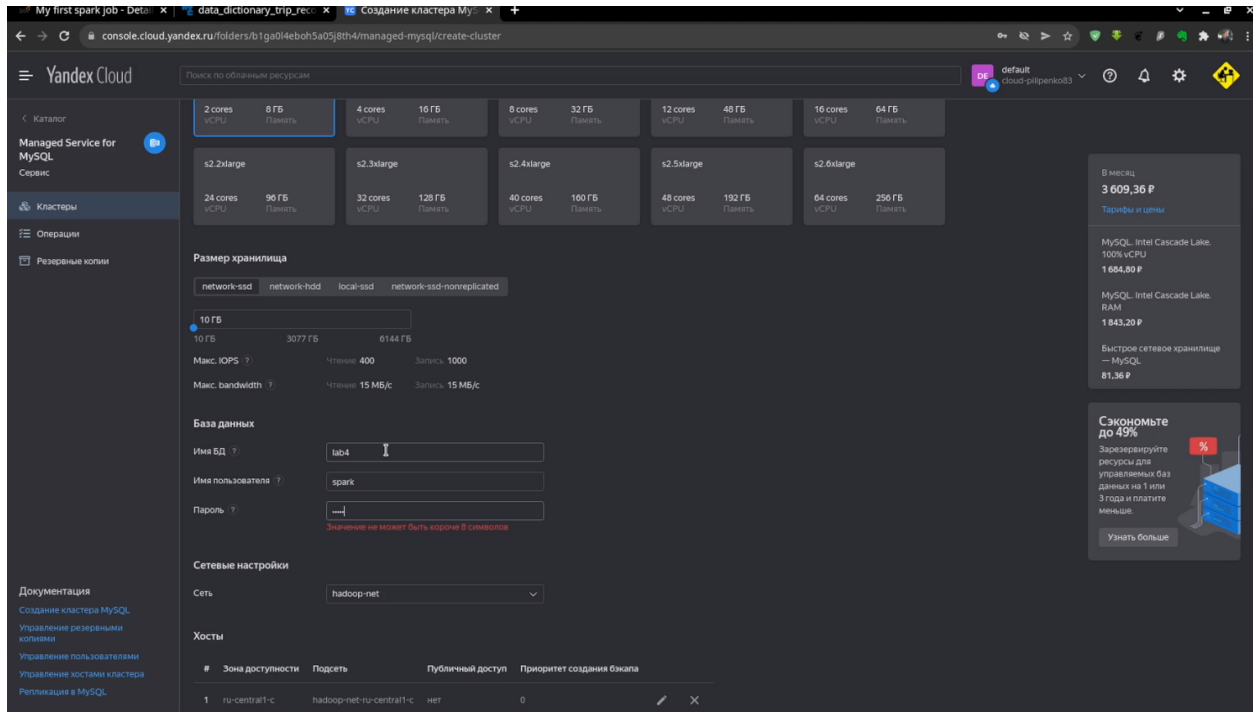 My first spark job - Detai
data_dictionary_trip_reco
Создание кластера MyS
console.cloud.yandex.ru/folders/b1ga0l4eboh5a05j8th4/managed-mysql/create-cluster
Yandex Cloud
Поиск по облачным ресурсам
DE
default
cloud-pilipenko83
Каталог
Managed Service for MySQL
Сервис
Кластеры
Операции
Резервные копии
Документация
Создание кластера MySQL
Управление резервными копиями
Управление пользователями
Управление хостами кластера
Репликация в MySQL
2 cores 8 ГБ 4 cores 16 ГБ 8 cores 32 ГБ 12 cores 48 ГБ 16 cores 64 ГБ
vCPU Память vCPU Память vCPU Память vCPU Память vCPU Память
s2.2xlarge s2.3xlarge s2.4xlarge s2.5xlarge s2.6xlarge
24 cores 96 ГБ 32 cores 128 ГБ 40 cores 160 ГБ 48 cores 192 ГБ 64 cores 256 ГБ
vCPU Память vCPU Память vCPU Память vCPU Память vCPU Память
Размер хранилища
network-ssd network-hdd local-ssd network-ssd-nonreplicated
10 ГБ
10 ГБ 3077 ГБ 6144 ГБ
Макс. IOPS ? Чтение 400 Запись 1000
Макс. bandwidth ? Чтение 15 МБ/с Запись 15 МБ/с
База данных
Имя БД ? lab4
Имя пользователя ? spark
Пароль ? •••••
Значение не может быть короче 8 символов
Сетевые настройки
Сеть hadoop-net
Хосты
# Зона доступности Подсеть Публичный доступ Приоритет создания бэкапа
1 ru-central1-c hadoop-net-ru-central1-c нет 0
В месяц
3 609,36 ₽
Тарифы и цены
MySQL. Intel Cascade Lake.
100% vCPU
1 684,80 ₽
MySQL. Intel Cascade Lake.
RAM
1 843,20 ₽
Быстрое сетевое хранилище
— MySQL
81,36 ₽
Сэкономьте
до 49%
%
Зарезервируйте
ресурсы для
управляемых баз
данных на 1 или
3 года и платите
меньше.
Узнать больше